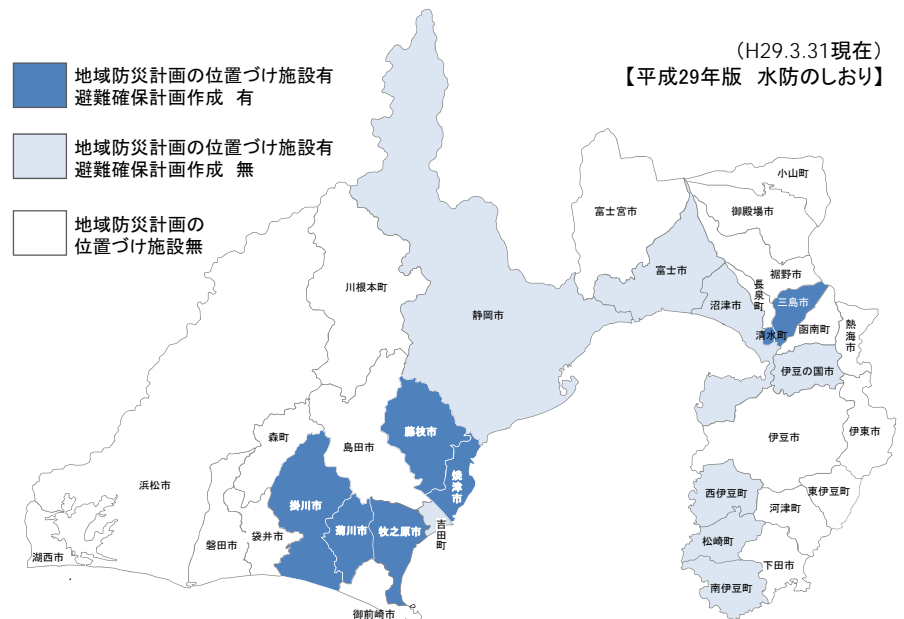 (H29.3.31現在)
【平成29年版 水防のしおり】
地域防災計画の位置づけ施設有
避難確保計画作成 有
地域防災計画の位置づけ施設有
避難確保計画作成 無
地域防災計画の
位置づけ施設無
小山町
御殿場市
富士宮市
裾野市
富士市
長泉町
沼津市
三島市
川根本町
静岡市
清水町
函南町
熱海市
伊豆の国市
藤枝市
森町
島田市
伊豆市
伊東市
焼津市
浜松市
掛川市
西伊豆町
東伊豆町
河津町
菊川市
牧之原市
吉田町
袋井市
磐田市
松崎町
湖西市
下田市
南伊豆町
御前崎市